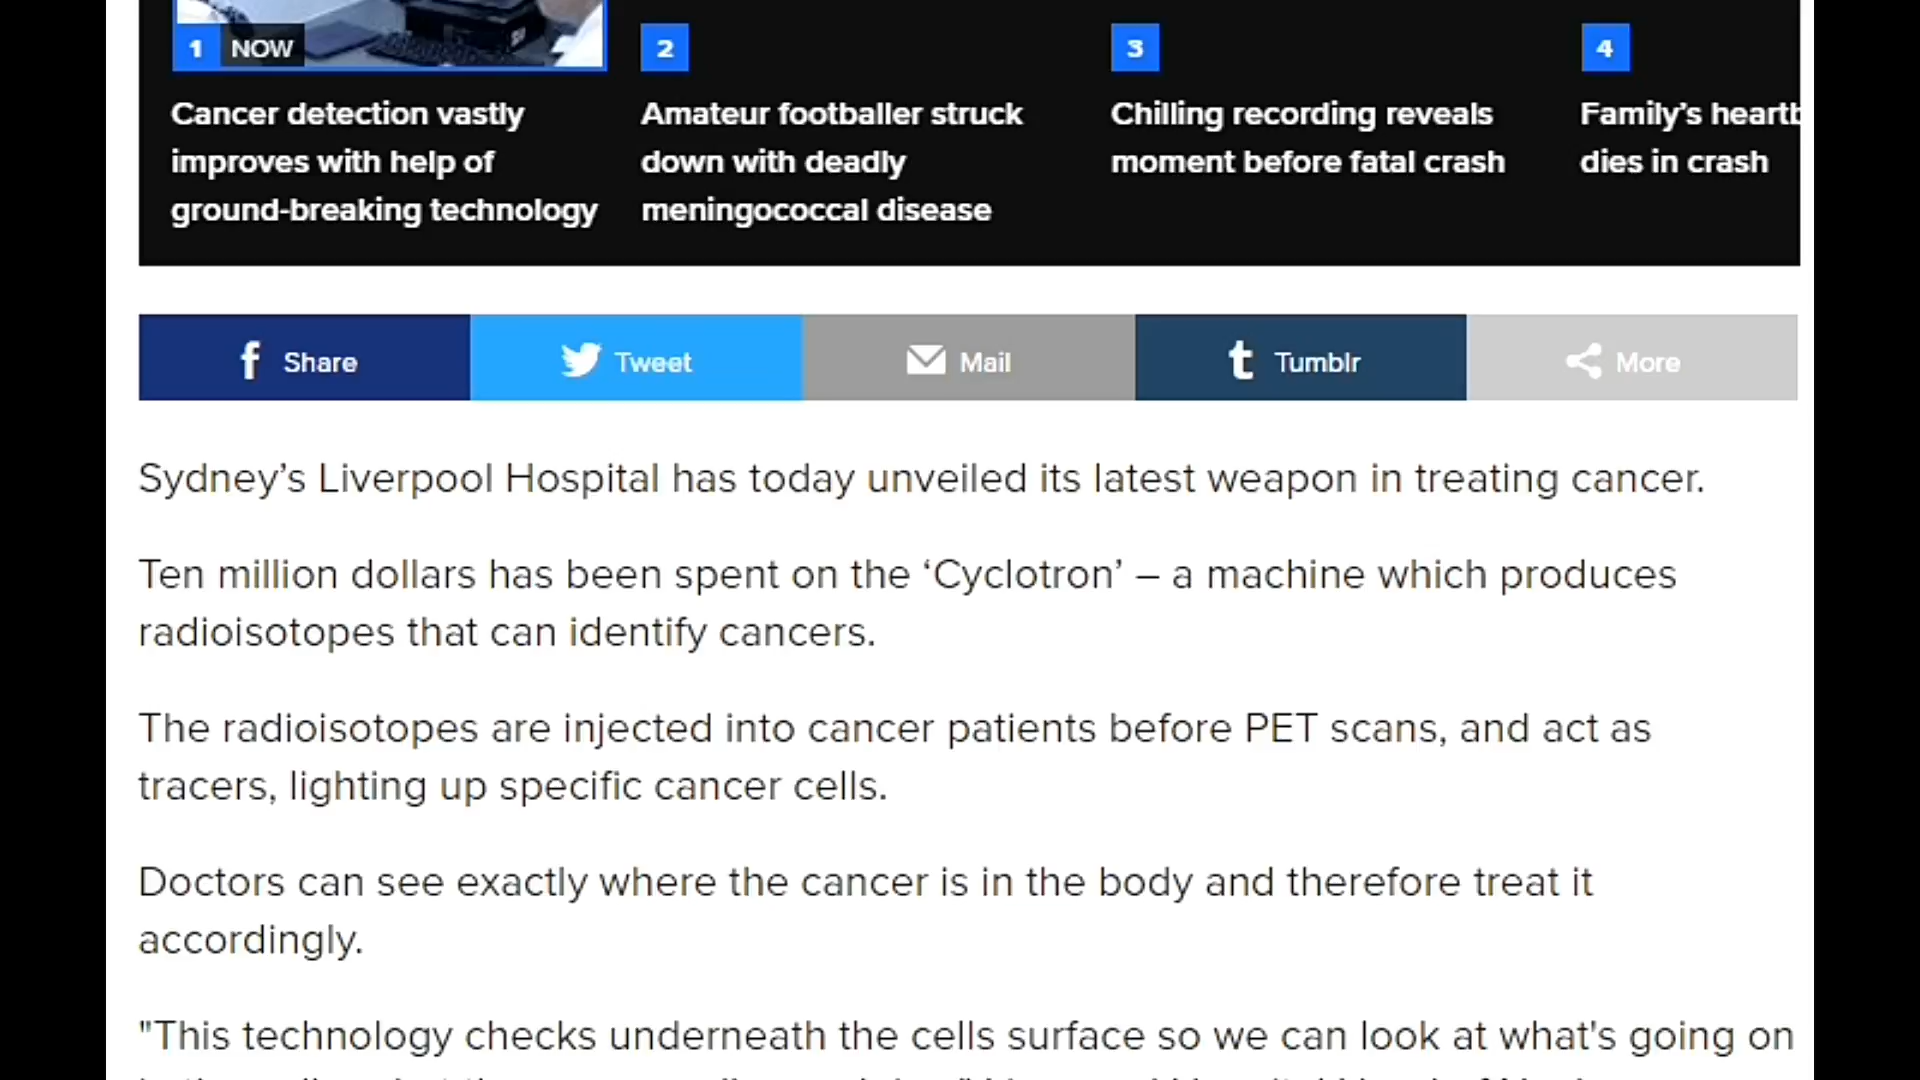 1 NOW
Cancer detection vastly
improves with help of
ground-breaking technology
2
Amateur footballer struck
down with deadly
meningococcal disease
3
Chilling recording reveals
moment before fatal crash
4
Family’s heartb
dies in crash
Share
Tweet
Mail
Tumblr
More
Sydney’s Liverpool Hospital has today unveiled its latest weapon in treating cancer.
Ten million dollars has been spent on the ‘Cyclotron’ – a machine which produces
radioisotopes that can identify cancers.
The radioisotopes are injected into cancer patients before PET scans, and act as
tracers, lighting up specific cancer cells.
Doctors can see exactly where the cancer is in the body and therefore treat it
accordingly.
"This technology checks underneath the cells surface so we can look at what's going on